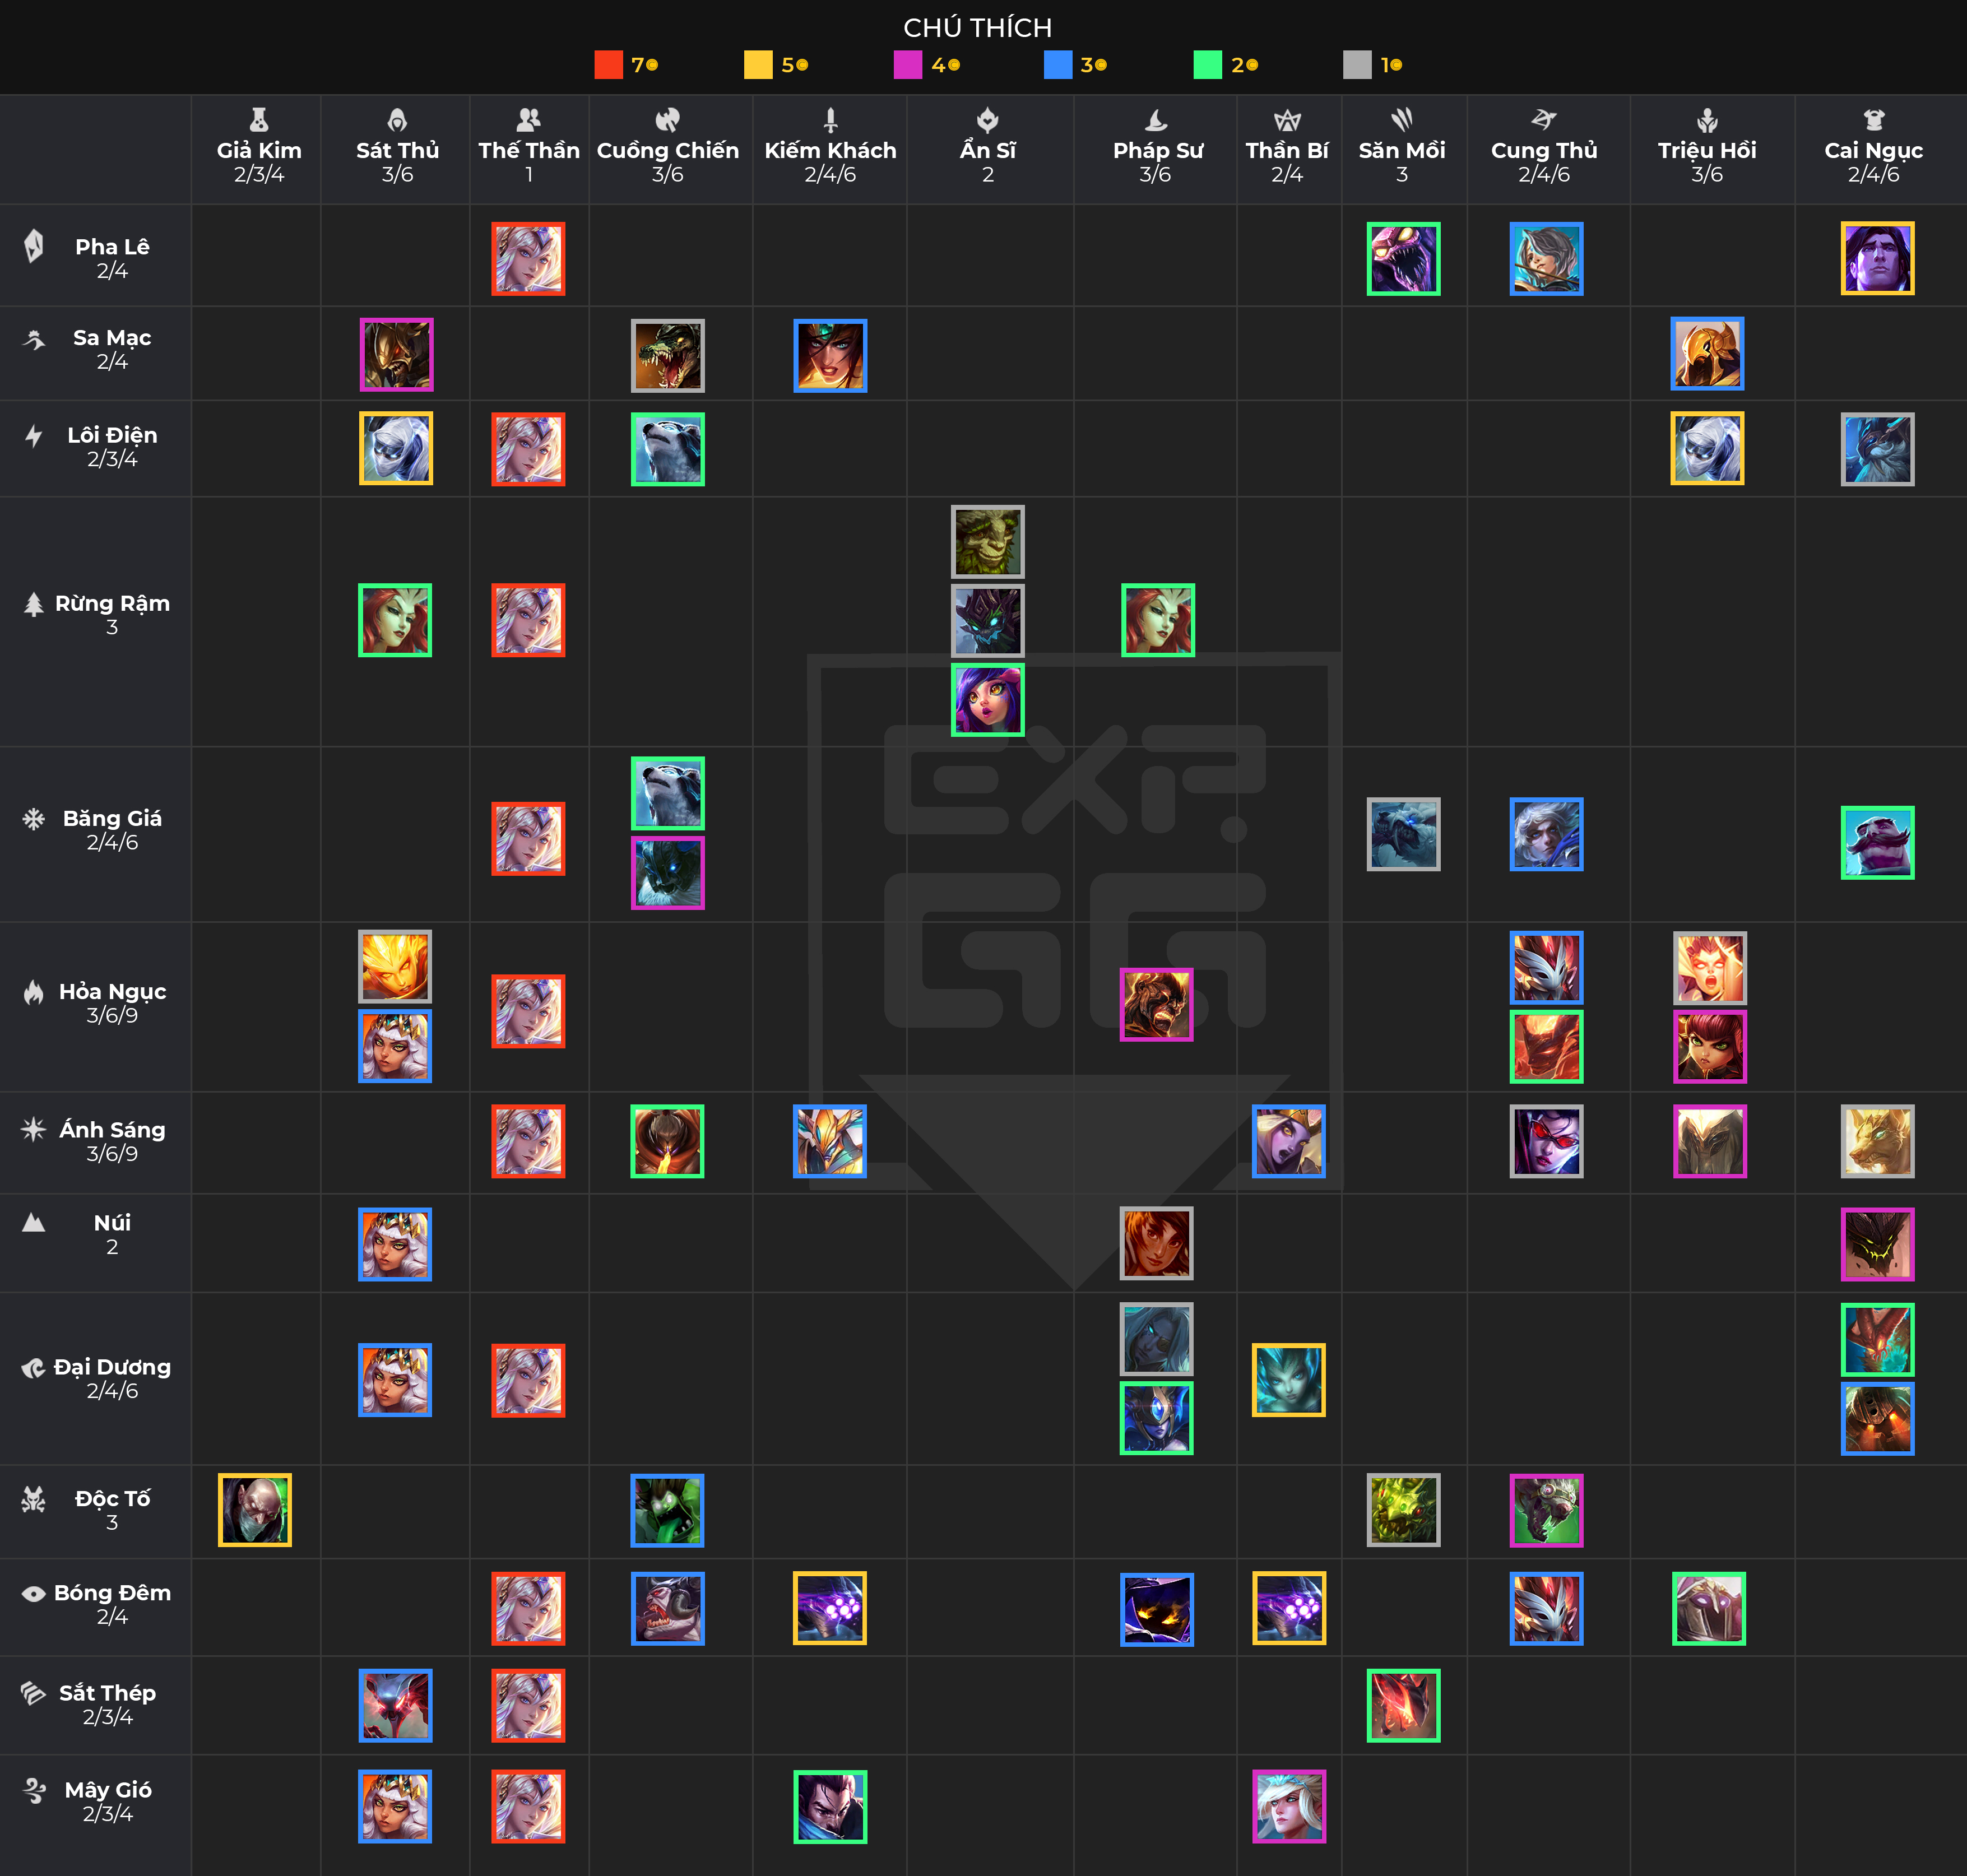 CHÚ THÍCH
7 5 4 3 2 1
Giả Kim
2/3/4
Sát Thủ
3/6
Thế Thần
1
Cuồng Chiến
3/6
Kiếm Khách
2/4/6
Ẩn Sĩ
2
Pháp Sư
3/6
Thần Bí
2/4
Săn Mồi
3
Cung Thủ
2/4/6
Triệu Hồi
3/6
Cai Ngục
2/4/6
Pha Lê
2/4
Sa Mạc
2/4
Lôi Điện
2/3/4
Rừng Rậm
3
Băng Giá
2/4/6
Hỏa Ngục
3/6/9
Ánh Sáng
3/6/9
Núi
2
Đại Dương
2/4/6
Độc Tố
3
Bóng Đêm
2/4
Sắt Thép
2/3/4
Mây Gió
2/3/4
EXP.
GG